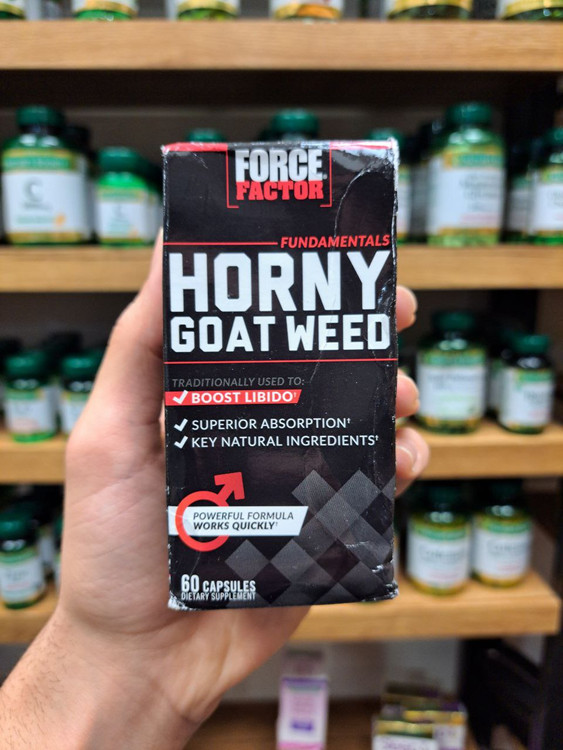 FORCE
FACTOR®
FUNDAMENTALS
HORNY
GOAT WEED
TRADITIONALLY USED TO:
BOOST LIBIDO†
SUPERIOR ABSORPTION†
KEY NATURAL INGREDIENTS†
POWERFUL FORMULA
WORKS QUICKLY†
60 CAPSULES
DIETARY SUPPLEMENT